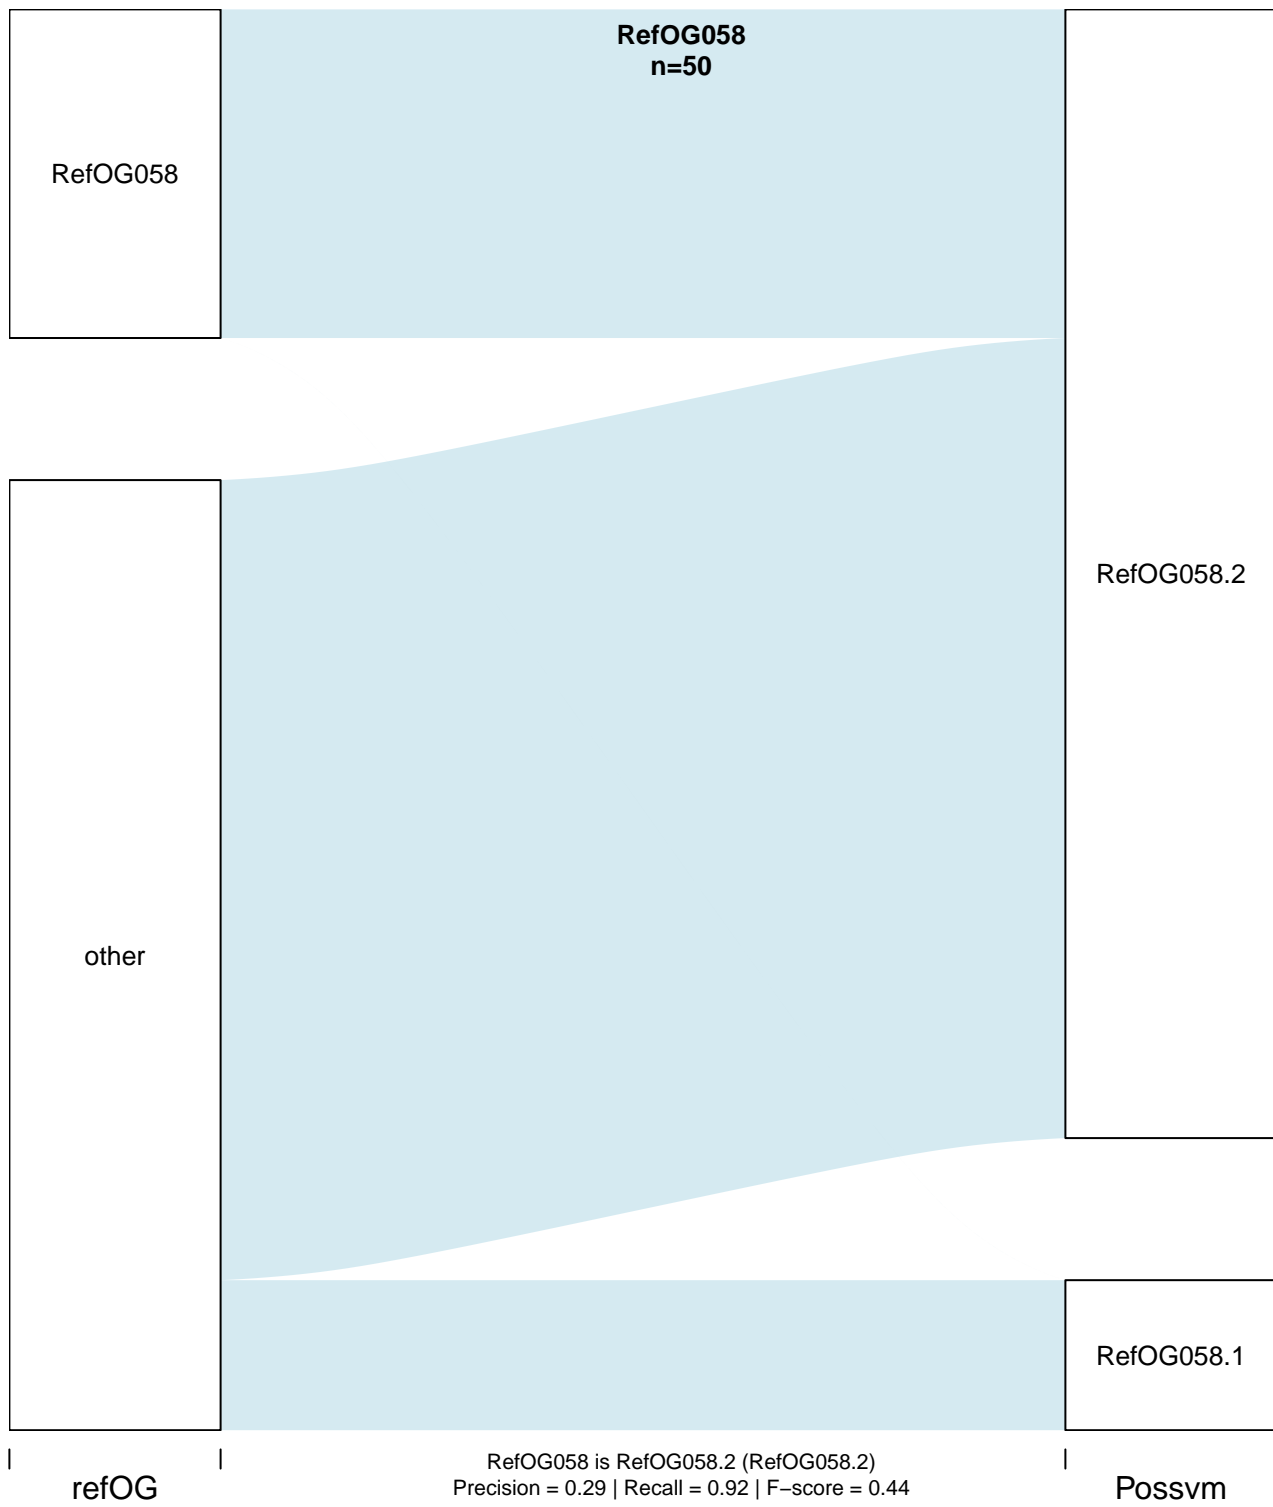 RefOG058
n=50
RefOG058
RefOG058.2
other
RefOG058.1
RefOG058 is RefOG058.2 (RefOG058.2)
Precision = 0.29 | Recall = 0.92 | F−score = 0.44
refOG
Possvm